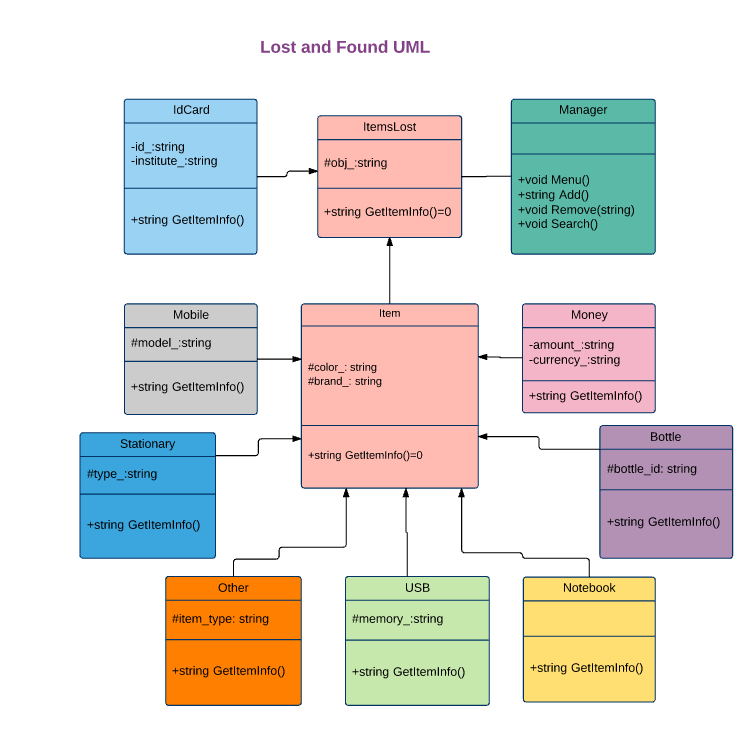 Lost and Found UML
IdCard
-id_:string
-institute_:string
+string GetItemInfo()
ItemsLost
#obj_:string
+string GetItemInfo()=0
Manager
+void Menu()
+string Add()
+void Remove(string)
+void Search()
Mobile
#model_:string
+string GetItemInfo()
Item
#color_: string
#brand_: string
+string GetItemInfo()=0
Money
-amount_:string
-currency_:string
+string GetItemInfo()
Stationary
#type_:string
+string GetItemInfo()
Bottle
#bottle_id: string
+string GetItemInfo()
Other
#item_type: string
+string GetItemInfo()
USB
#memory_:string
+string GetItemInfo()
Notebook
+string GetItemInfo()